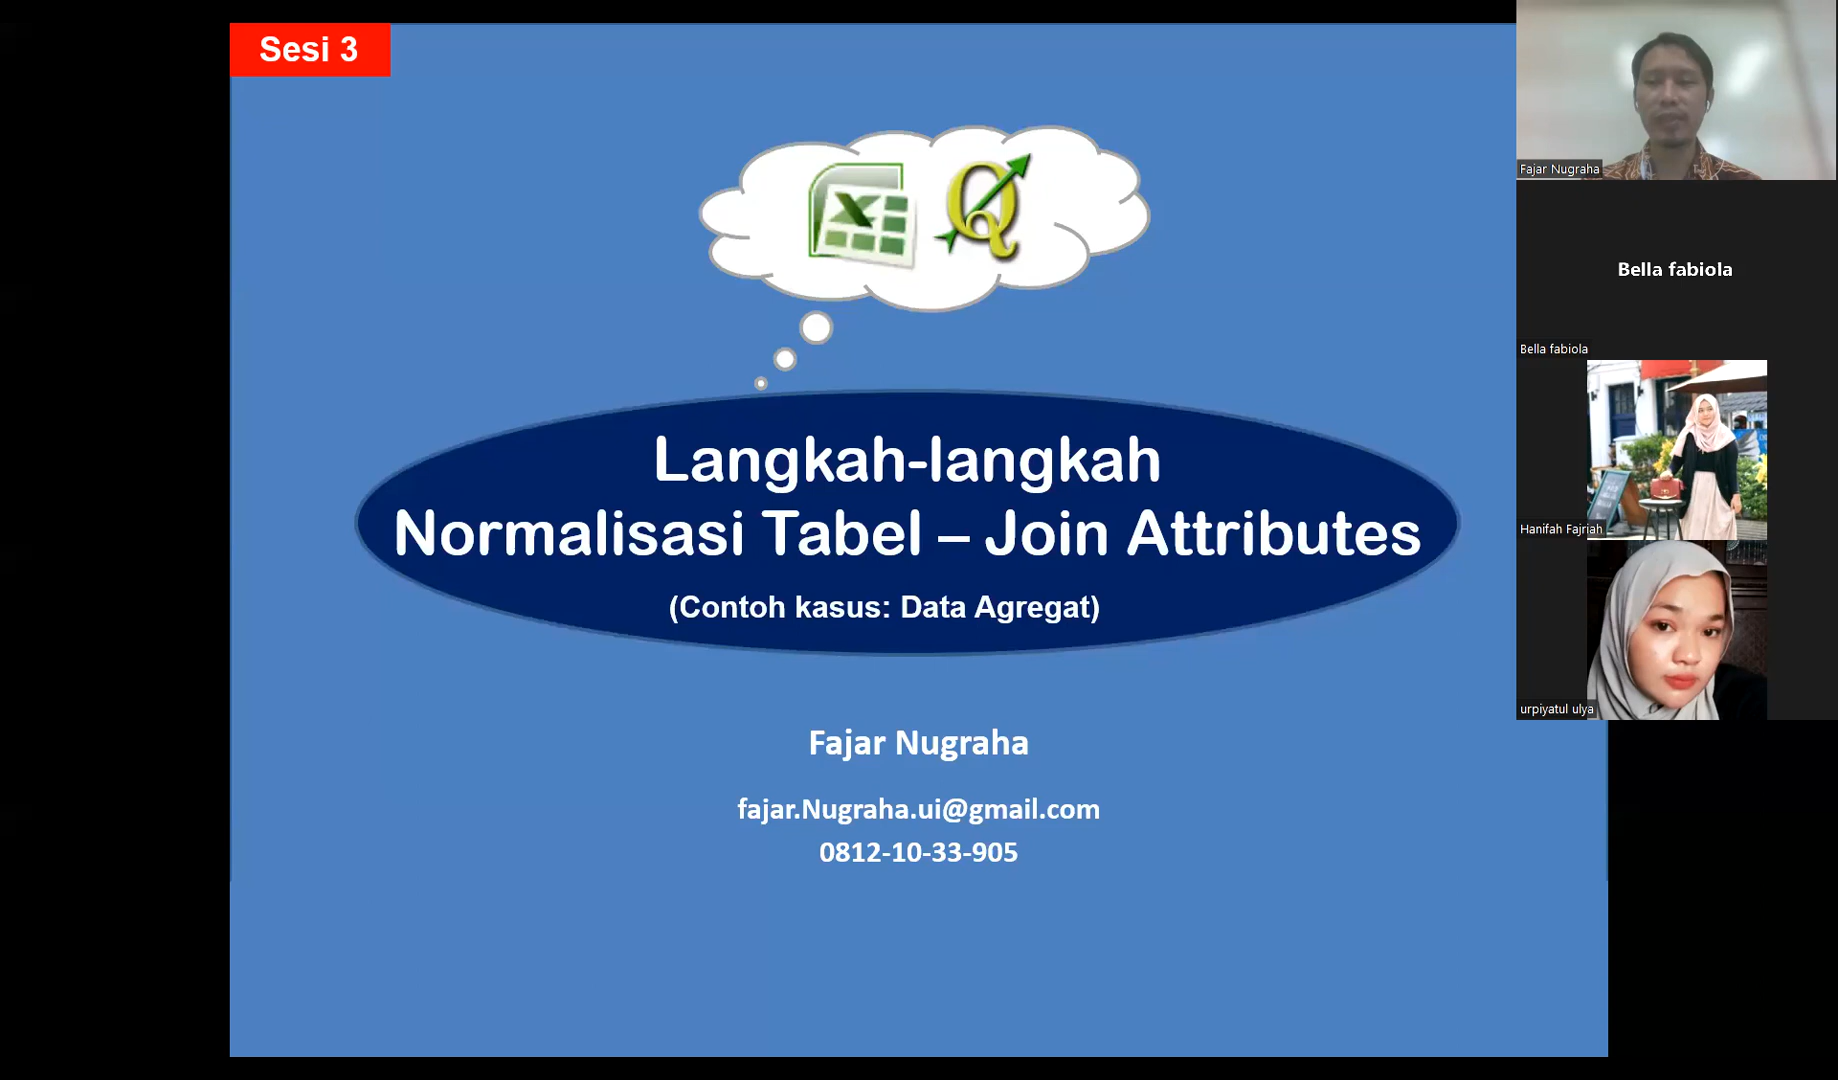 Sesi 3
Langkah-langkah
Normalisasi Tabel – Join Attributes
(Contoh kasus: Data Agregat)
Fajar Nugraha
fajar.Nugraha.ui@gmail.com
0812-10-33-905
Fajar Nugraha
Bella fabiola
Bella fabiola
Hanifah Fajriah
urpiyatul ulya